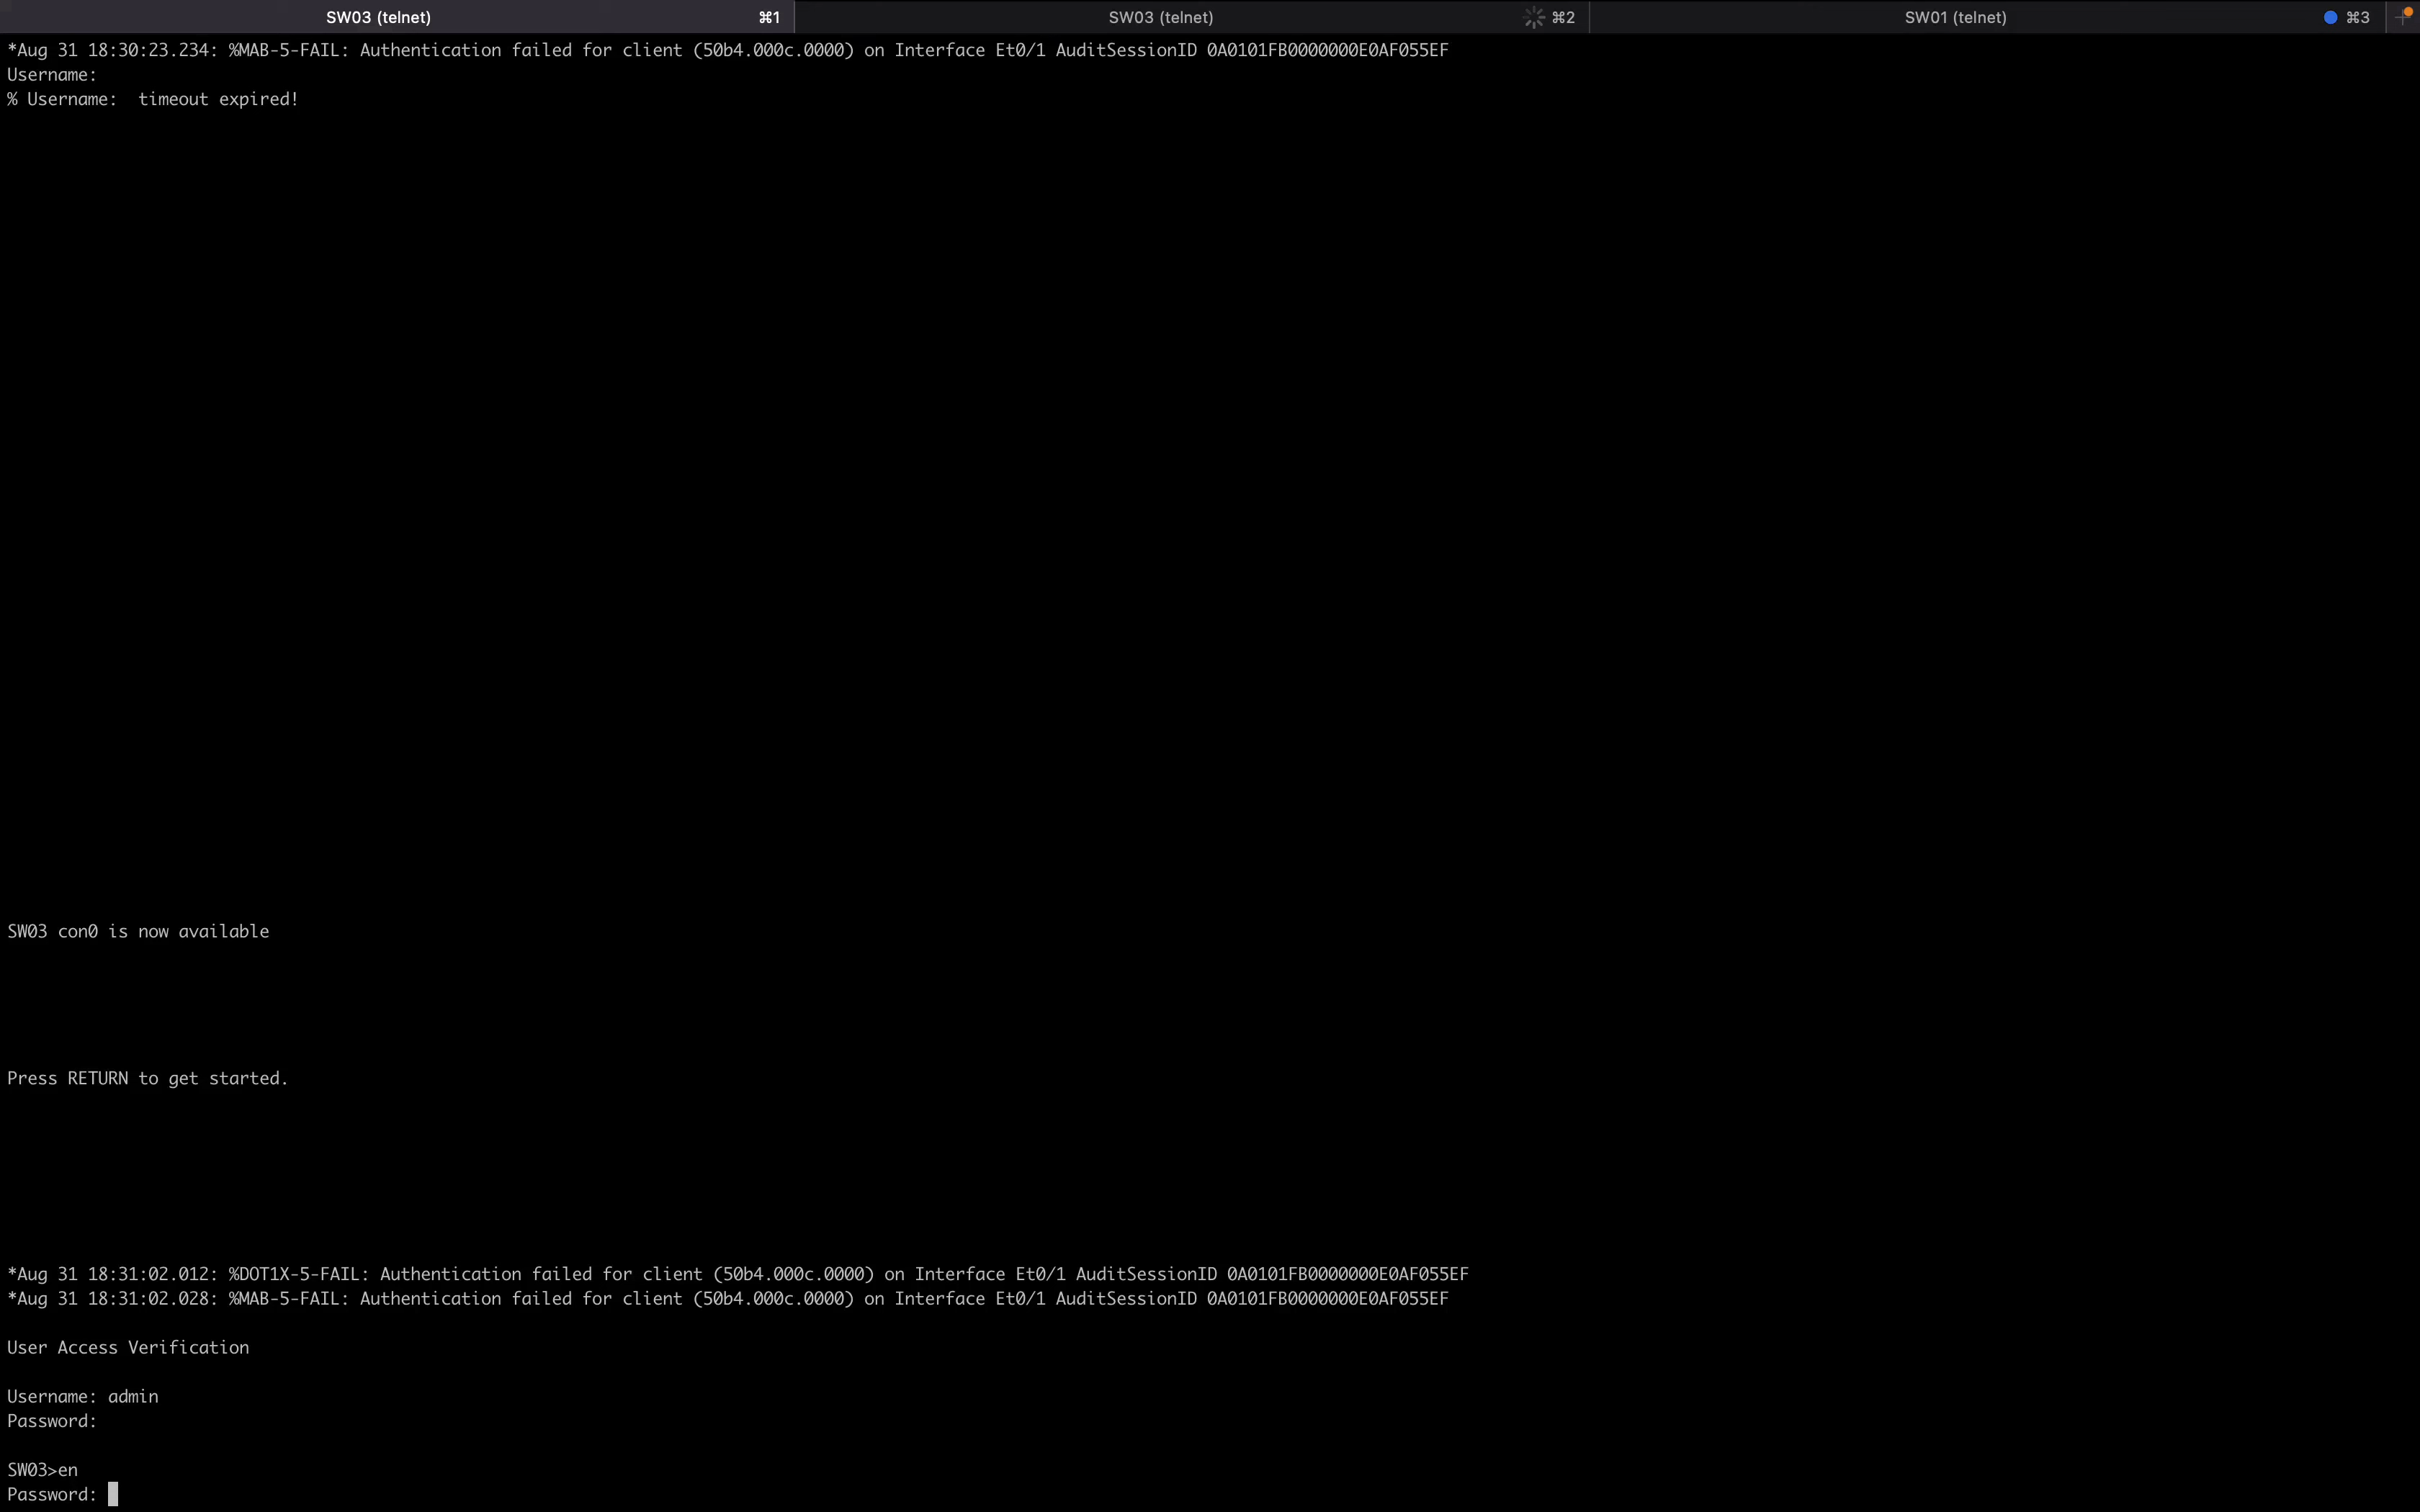 SW03 (telnet) ⌘1 SW03 (telnet) ⌘2 SW01 (telnet) ⌘3
*Aug 31 18:30:23.234: %MAB-5-FAIL: Authentication failed for client (50b4.000c.0000) on Interface Et0/1 AuditSessionID 0A0101FB0000000E0AF055EF
Username:
% Username:  timeout expired!
SW03 con0 is now available
Press RETURN to get started.
*Aug 31 18:31:02.012: %DOT1X-5-FAIL: Authentication failed for client (50b4.000c.0000) on Interface Et0/1 AuditSessionID 0A0101FB0000000E0AF055EF
*Aug 31 18:31:02.028: %MAB-5-FAIL: Authentication failed for client (50b4.000c.0000) on Interface Et0/1 AuditSessionID 0A0101FB0000000E0AF055EF
User Access Verification
Username: admin
Password:
SW03>en
Password: